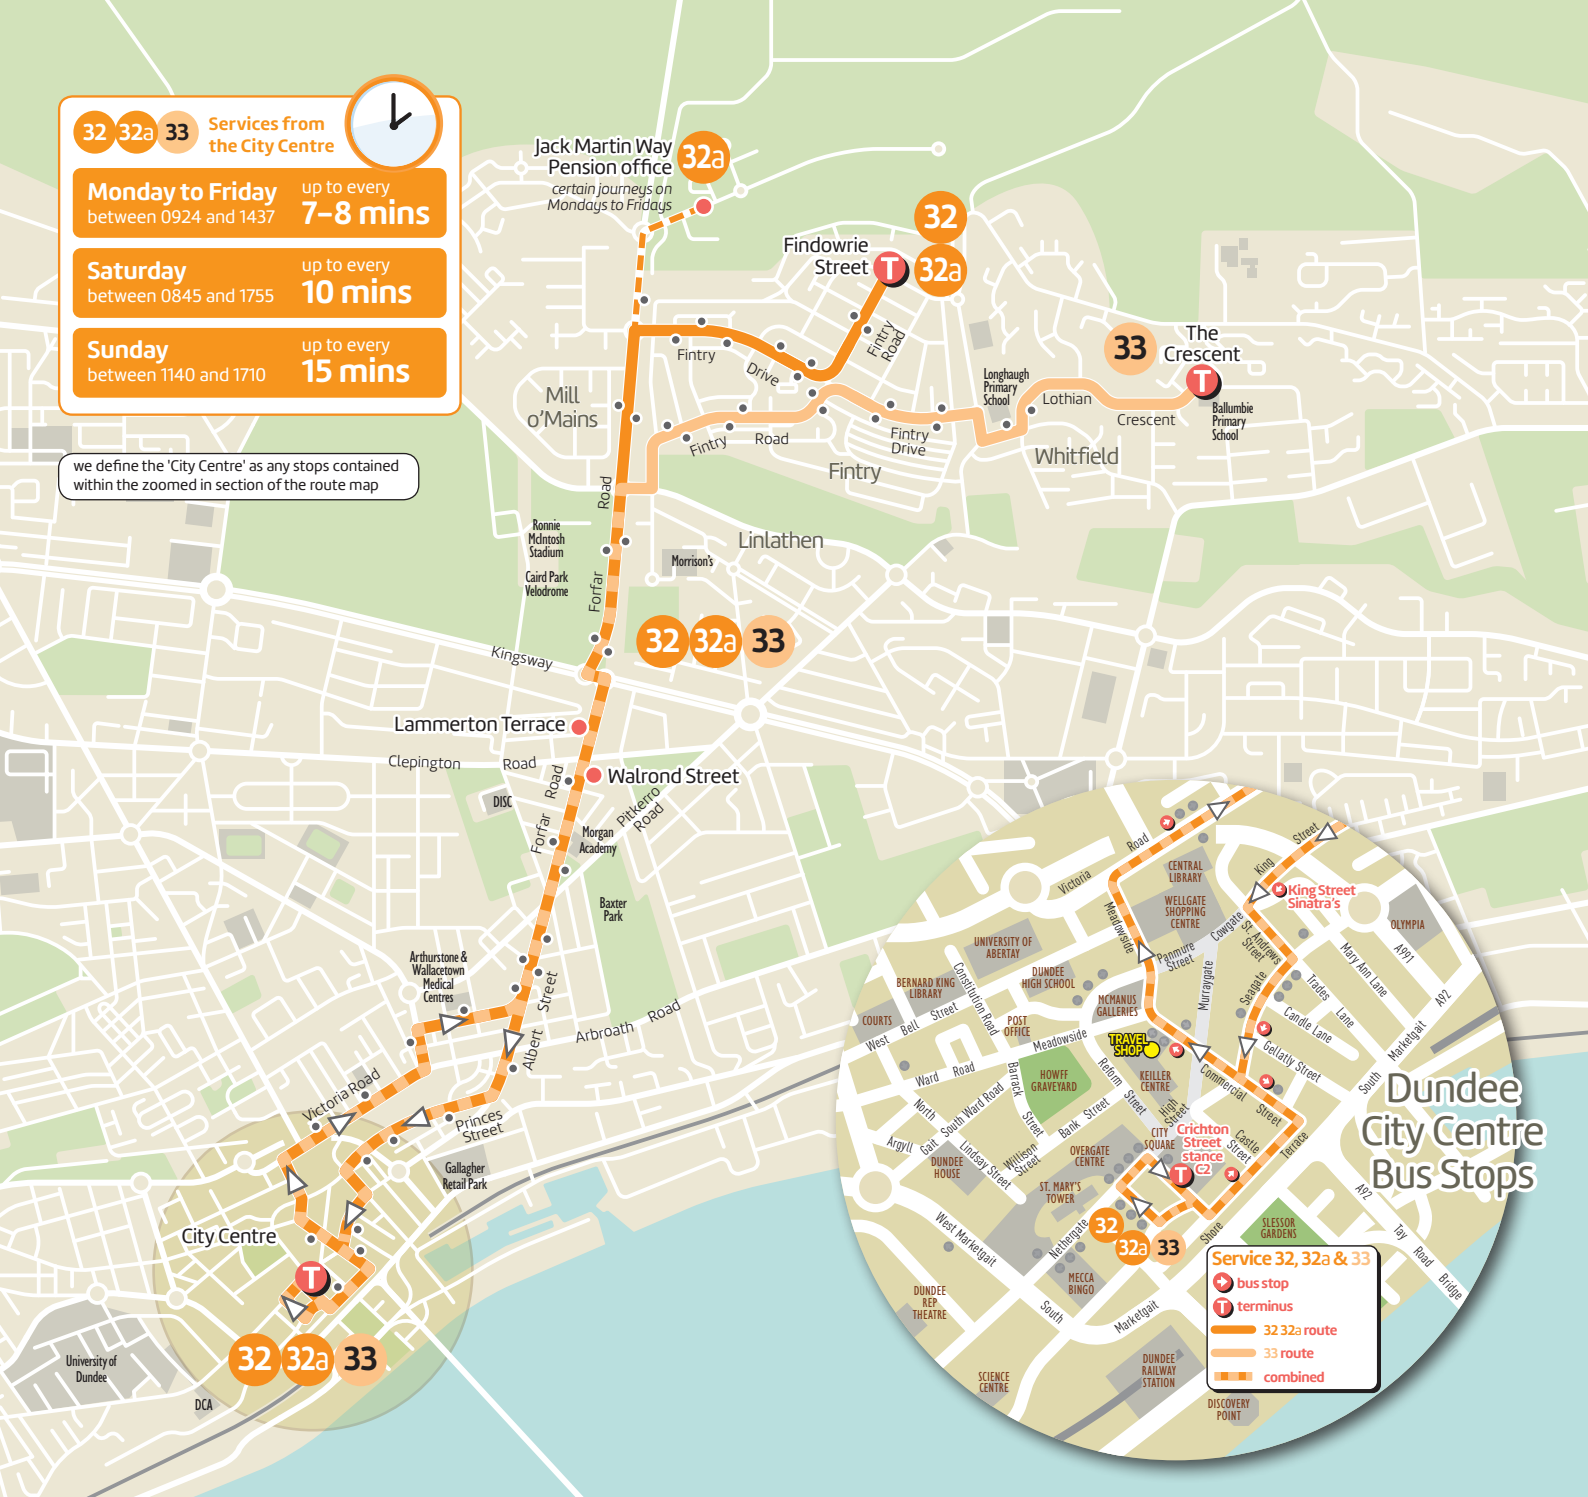 32 32a 33
Services from
the City Centre
Monday to Friday
between 0924 and 1437
up to every
7–8 mins
Saturday
between 0845 and 1755
up to every
10 mins
Sunday
between 1140 and 1710
up to every
15 mins
we define the 'City Centre' as any stops contained
within the zoomed in section of the route map
Jack Martin Way
Pension office
certain journeys on
Mondays to Fridays
32a
Findowrie
Street
T
32
32a
33
The
Crescent
T
Ballumbie
Primary
School
Longhaugh
Primary
School
Lothian
Crescent
Whitfield
Fintry
Drive
Fintry
Road
Fintry
Road
Fintry
Drive
Fintry
Mill
o'Mains
Road
Forfar
Ronnie
McIntosh
Stadium
Caird Park
Velodrome
Morrison's
Linlathen
32 32a 33
Kingsway
Lammerton Terrace
Clepington Road
Walrond Street
Forfar Road
Pitkerro
Road
DISC
Morgan
Academy
Baxter
Park
Arthurstone &
Wallacetown
Medical
Centres
Albert Street
Arbroath Road
Victoria Road
Princes
Street
Gallagher
Retail Park
City Centre
T
32 32a 33
University of
Dundee
DCA
Victoria Road
CENTRAL
LIBRARY
WELLGATE
SHOPPING
CENTRE
King Street
King Street
Sinatra's
OLYMPIA
A991
A92
Meadowside
Panmure
Street
Cowgate
St. Andrews
Street
Murraygate
Seagate
Mary Ann Lane
Trades
Lane
Candle Lane
Gellatly Street
South Marketgait
UNIVERSITY OF
ABERTAY
BERNARD KING
LIBRARY
DUNDEE
HIGH SCHOOL
Constitution Road
COURTS
West Bell Street
POST
OFFICE
MCMANUS
GALLERIES
Meadowside
TRAVEL
SHOP
Ward Road
HOWFF
GRAVEYARD
Barrack
Street
Reform Street
KEILLER
CENTRE
Commercial Street
High
Street
North
South Ward Road
Argyll
Gait
Lindsay Street
Willison
Street
Bank Street
DUNDEE
HOUSE
OVERGATE
CENTRE
CITY
SQUARE
Crichton
Street
stance
C2
T
Castle
Street
Terrace
ST. MARY'S
TOWER
Nethergate
32
32a 33
Shore
SLESSOR
GARDENS
West Marketgait
MECCA
BINGO
DUNDEE
REP
THEATRE
South Marketgait
SCIENCE
CENTRE
DUNDEE
RAILWAY
STATION
DISCOVERY
POINT
A92
Tay Road Bridge
Dundee
City Centre
Bus Stops
Service 32, 32a & 33
bus stop
T terminus
32 32a route
33 route
combined